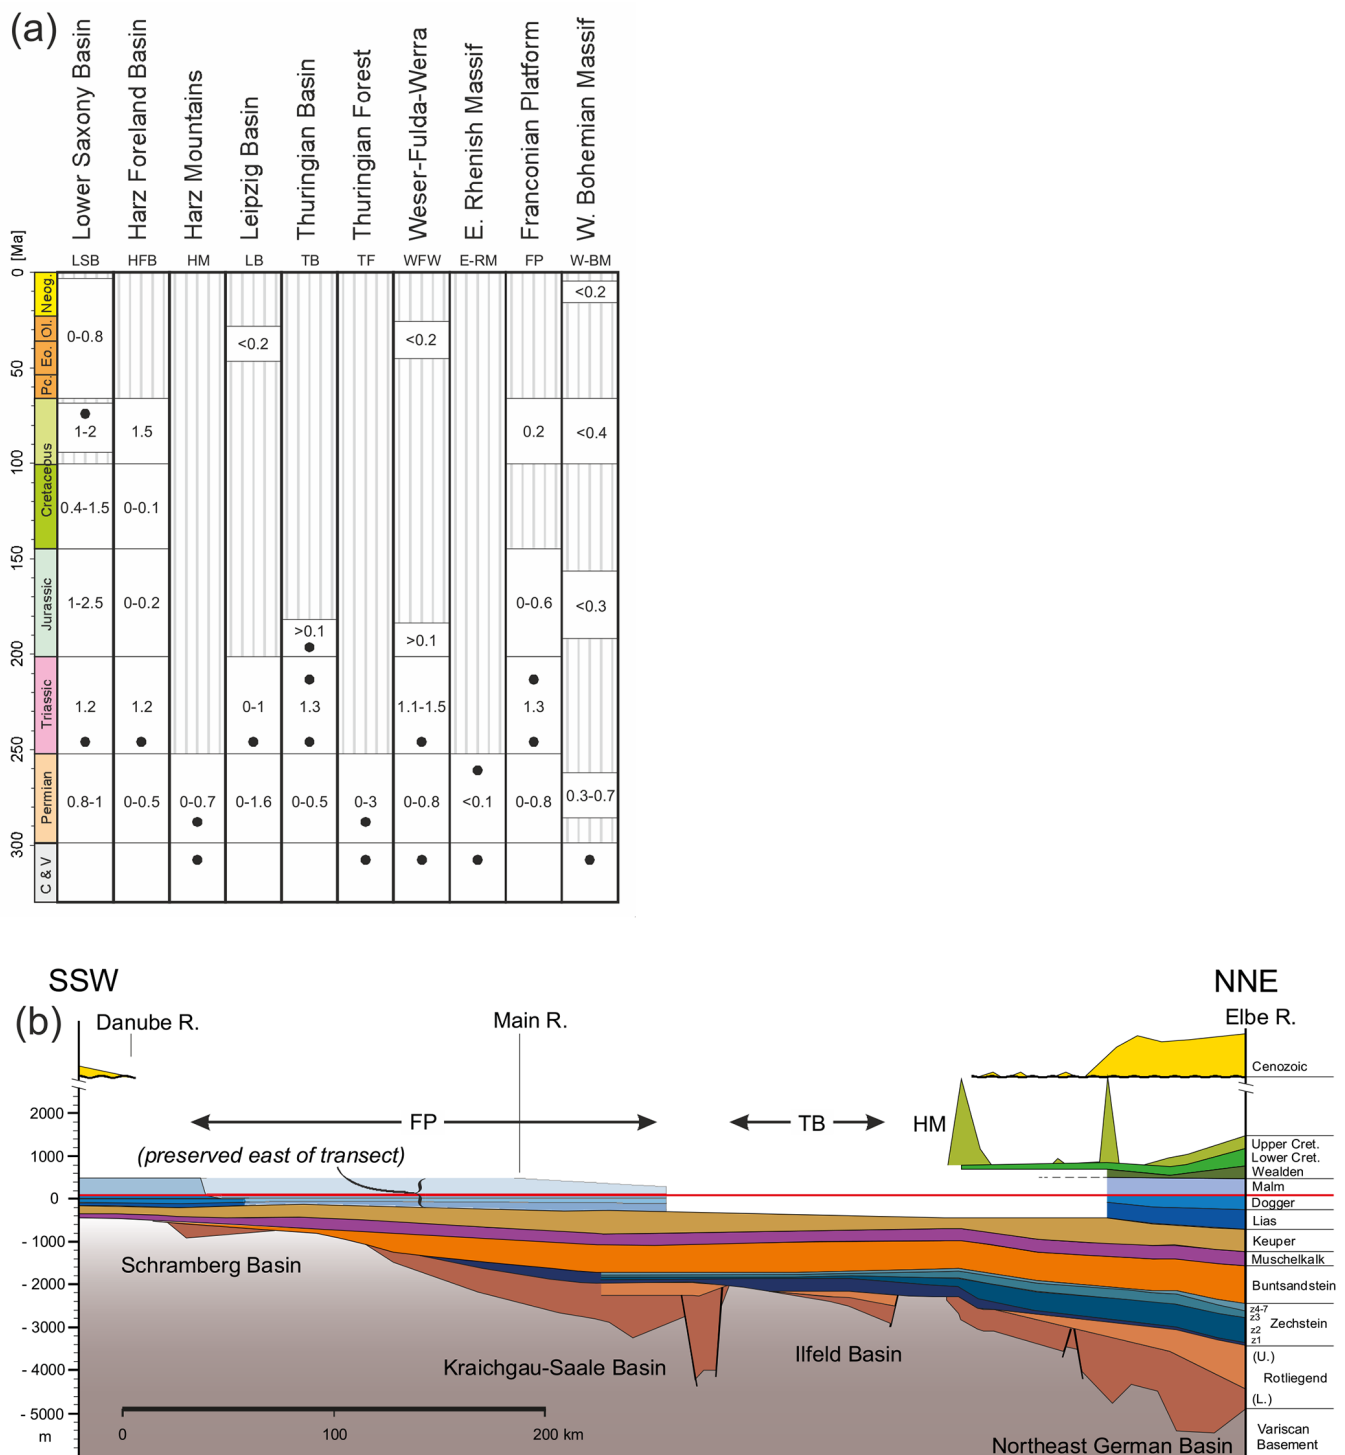 (a)
Lower Saxony Basin
Harz Foreland Basin
Harz Mountains
Leipzig Basin
Thuringian Basin
Thuringian Forest
Weser-Fulda-Werra
E. Rhenish Massif
Franconian Platform
W. Bohemian Massif
[Ma]
LSB HFB HM LB TB TF WFW E-RM FP W-BM
0
50
100
150
200
250
300
Neog.
Ol.
Eo.
Pc.
Cretaceous
Jurassic
Triassic
Permian
C & V
<0.2
0-0.8 <0.2 <0.2
1-2 1.5 0.2 <0.4
0.4-1.5 0-0.1
1-2.5 0-0.2 0-0.6 <0.3
>0.1 >0.1
1.2 1.2 0-1 1.3 1.1-1.5 1.3
0.8-1 0-0.5 0-0.7 0-1.6 0-0.5 0-3 0-0.8 <0.1 0-0.8 0.3-0.7
SSW NNE
(b)
Danube R. Main R. Elbe R.
Cenozoic
2000
1000
0
- 1000
- 2000
- 3000
- 4000
- 5000
m
FP TB HM
(preserved east of transect)
Upper Cret.
Lower Cret.
Wealden
Malm
Dogger
Lias
Keuper
Muschelkalk
Buntsandstein
z4-7
z3
Zechstein
z2
z1
(U.)
Rotliegend
(L.)
Variscan
Basement
Schramberg Basin
Kraichgau-Saale Basin
Ilfeld Basin
Northeast German Basin
0 100 200 km